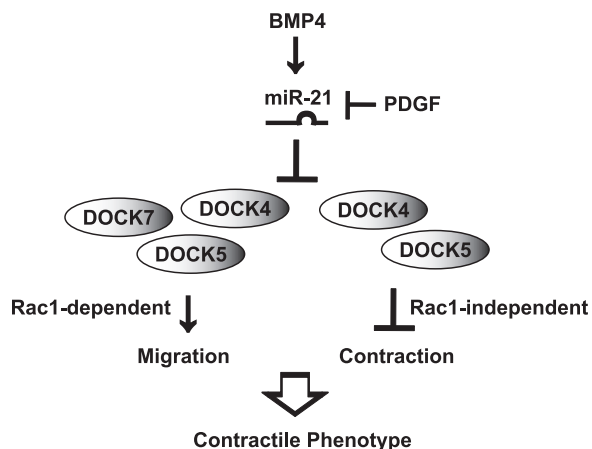 BMP4
miR-21
PDGF
DOCK7
DOCK4
DOCK5
DOCK4
DOCK5
Rac1-dependent
Rac1-independent
Migration
Contraction
Contractile Phenotype